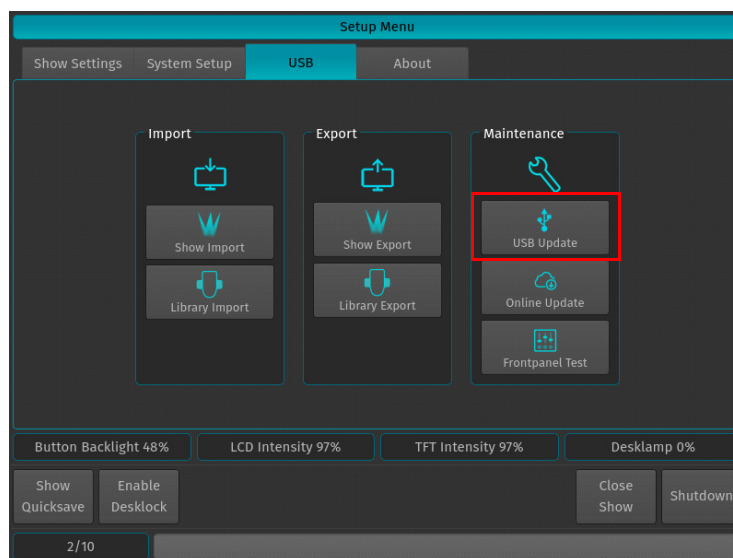 Setup Menu
Show Settings
System Setup
USB
About
Import
Show Import
Library Import
Export
Show Export
Library Export
Maintenance
USB Update
Online Update
Frontpanel Test
Button Backlight 48%
LCD Intensity 97%
TFT Intensity 97%
Desklamp 0%
Show
Quicksave
Enable
Desklock
Close
Show
Shutdown
2/10